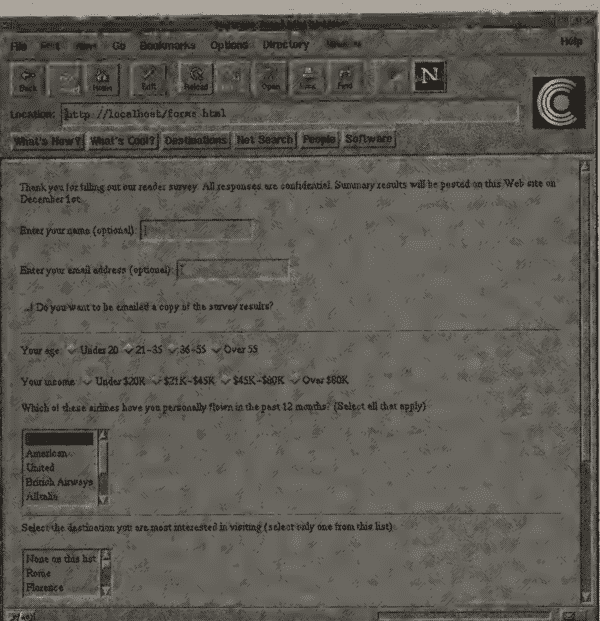 File Edit View Go Bookmarks Options Directory Help
Back Home Edit Reload Open Find N
Location: http://localhost/forms.html
What's New? What's Cool? Destinations Net Search People Software
Thank you for filling out our reader survey. All responses are confidential. Summary results will be posted on this Web site on
December 1st.
Enter your name (optional):
Enter your email address (optional):
Do you want to be emailed a copy of the survey results?
Your age: Under 20 21-35 36-55 Over 55
Your income: Under $20K $21K-$45K $45K-$80K Over $80K
Which of these airlines have you personally flown in the past 12 months? (Select all that apply)
American
United
British Airways
Alitalia
Select the destination you are most interested in visiting (select only one from this list)
None on this list
Rome
Florence